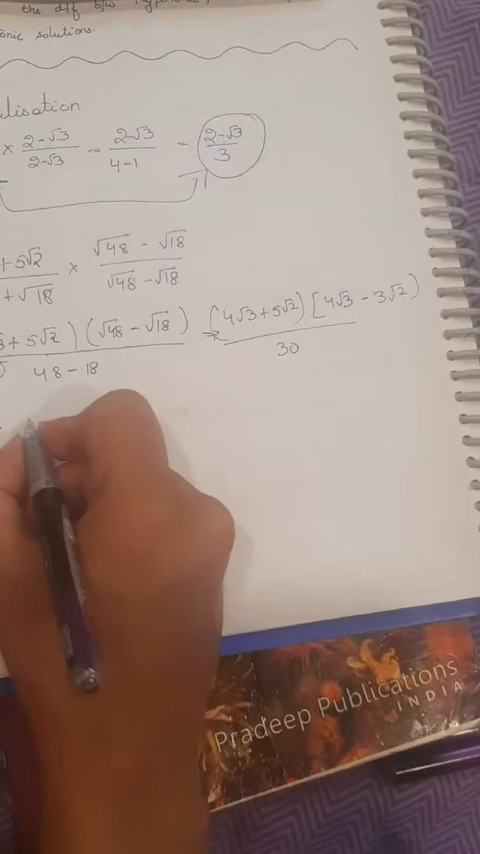 the diff b/w
onic solutions.
lisation
× 2-√3/2-√3 = 2√3/4-1 = 2-√3/3
+5√2/+√18 × √48 - √18/√48 - √18
3 + 5√2)(√48 - √18)/48 - 18 ⇒ (4√3+5√2)[4√3 - 3√2)/30
Pradeep Publications
INDIA